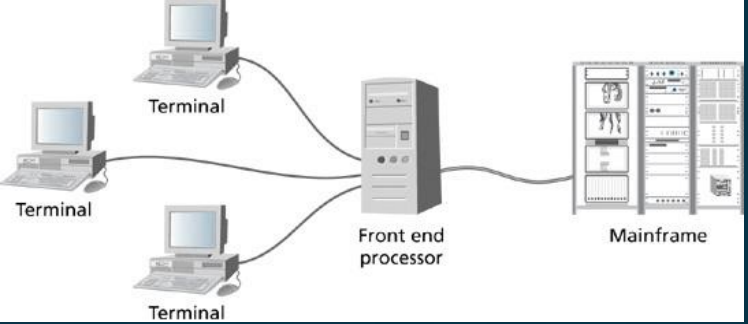 Terminal
Terminal
Terminal
Front end
processor
Mainframe